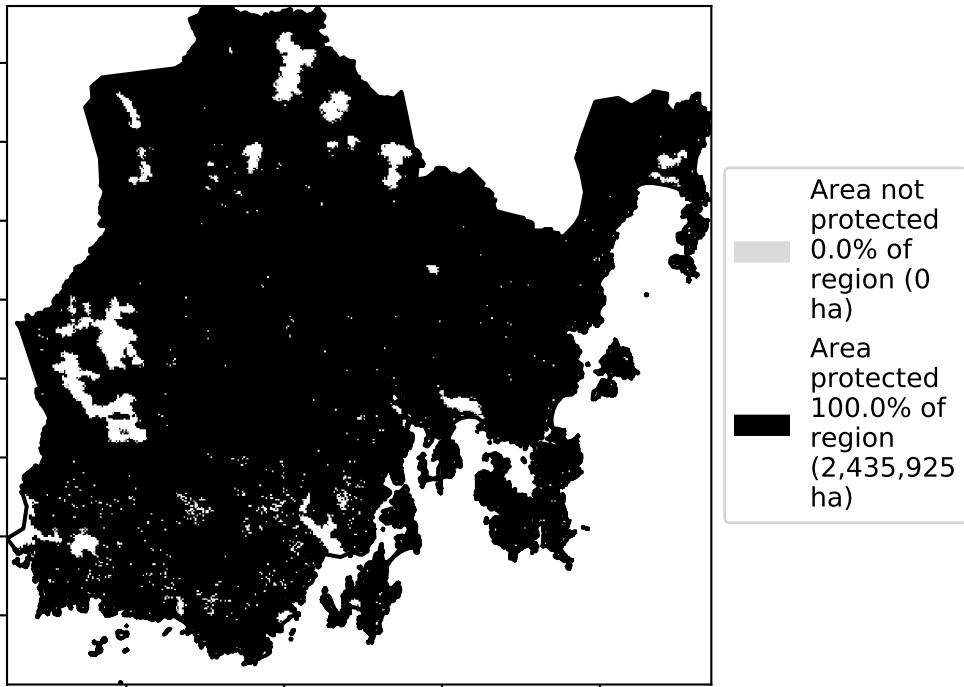 Area not
protected
0.0% of
region (0
ha)
Area
protected
100.0% of
region
(2,435,925
ha)